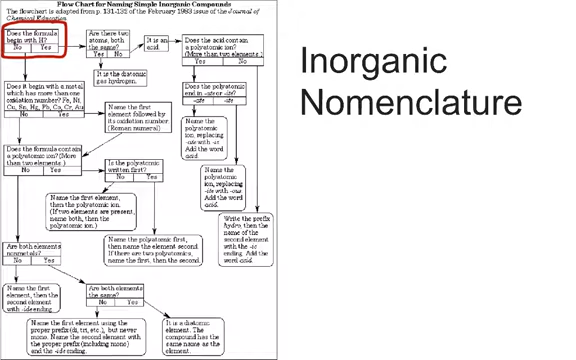 Flow Chart for Naming Simple Inorganic Compounds
The flowchart is adapted from p. 131-132 of the February 1983 issue of the Journal of
Chemical Education.
Does the formula
begin with H?
No Yes
Are there two
atoms, both
the same?
Yes No
It is an
acid.
Does the acid contain
a polyatomic ion?
(More than two elements.)
Yes No
It is the diatomic
gas hydrogen.
Does it begin with a metal
which has more than one
oxidation number? Fe, Ni,
Cu, Sn, Hg, Pb, Co, Cr, Au
No Yes
Name the first
element followed by
its oxidation number
(Roman numeral)
Does the polyatomic
end in -ate or -ite?
-ite -ate
Name the
polyatomic
ion, replacing
-ate with -ic.
Add the word
acid.
Does the formula contain
a polyatomic ion? (More
than two elements.)
No Yes
Is the polyatomic
written first?
No Yes
Name the
polyatomic
ion, replacing
-ite with -ous.
Add the word
acid.
Name the first element,
then the polyatomic ion.
(If two elements are present,
name both, then the
polyatomic ion.)
Name the polyatomic first,
then name the element second.
If there are two polyatomics,
name the first, then the second.
Write the prefix
hydro, then the
name of the
second element
with the -ic
ending. Add the
word acid.
Are both elements
nonmetals?
No Yes
Name the first
element, then the
second element
with -ide ending.
Are both elements
the same?
No Yes
Name the first element using the
proper prefix (di, tri, etc.), but never
mono. Name the second element with
the proper prefix (including mono)
and the -ide ending.
It is a diatomic element.
The compound has the
same name as the
element.
Inorganic
Nomenclature